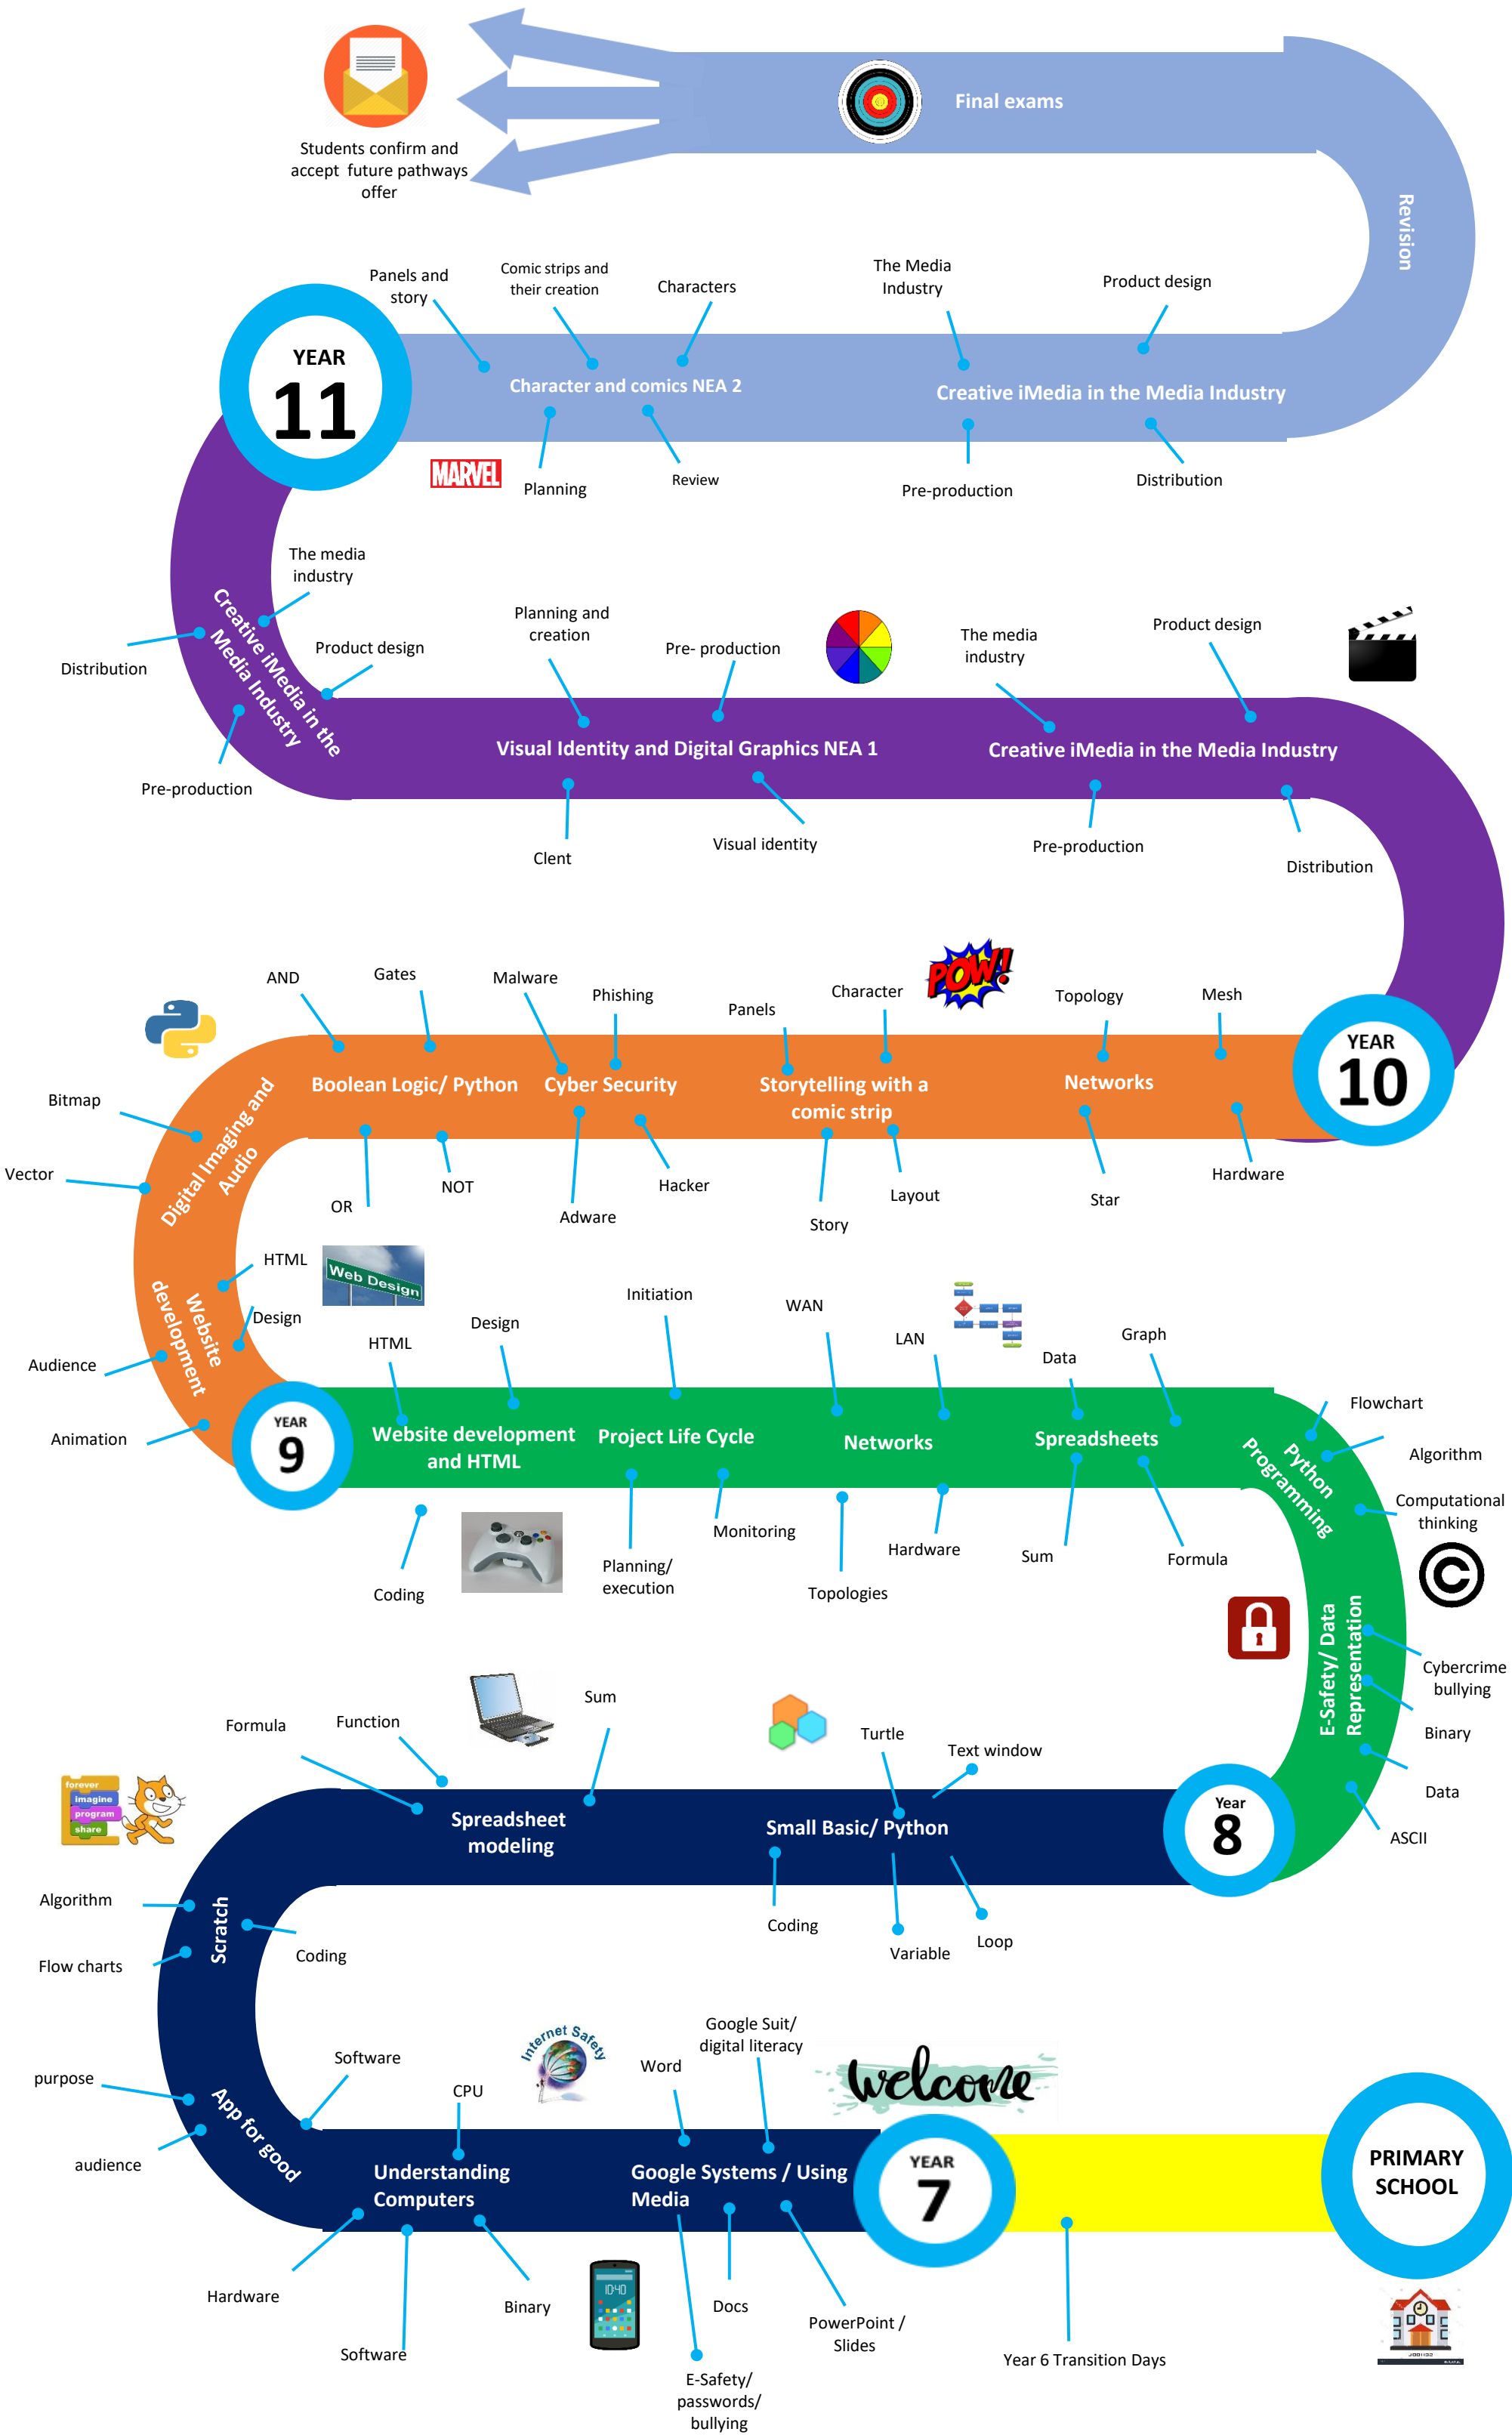 Final exams
Students confirm and
accept future pathways
offer
Revision
Panels and
story
Comic strips and
their creation
Characters
The Media
Industry
Product design
YEAR
11
Character and comics NEA 2
Creative iMedia in the Media Industry
MARVEL
Planning
Review
Pre-production
Distribution
The media
industry
Distribution
Product design
Creative iMedia in the
Media Industry
Pre-production
Planning and
creation
Pre- production
The media
industry
Product design
Visual Identity and Digital Graphics NEA 1
Creative iMedia in the Media Industry
Clent
Visual identity
Pre-production
Distribution
AND
Gates
Malware
Phishing
Panels
Character
POW!
Topology
Mesh
YEAR
10
Boolean Logic/ Python
Cyber Security
Storytelling with a
comic strip
Networks
Bitmap
Vector
Digital Imaging and
Audio
OR
NOT
Adware
Hacker
Story
Layout
Star
Hardware
HTML
Web Design
Design
Website
development
Audience
Animation
HTML
Design
Initiation
WAN
LAN
Data
Graph
Flowchart
YEAR
9
Website development
and HTML
Project Life Cycle
Networks
Spreadsheets
Python
Programming
Algorithm
Computational
thinking
Coding
Planning/
execution
Monitoring
Topologies
Hardware
Sum
Formula
©
E-Safety/ Data
Representation
Cybercrime
bullying
Binary
Data
ASCII
Formula
Function
Sum
Turtle
Text window
forever
imagine
program
share
Spreadsheet
modeling
Small Basic/ Python
Year
8
Algorithm
Flow charts
Scratch
Coding
Coding
Variable
Loop
purpose
audience
App for good
Software
CPU
Internet Safety
Word
Google Suit/
digital literacy
welcome
Understanding
Computers
Google Systems / Using
Media
YEAR
7
PRIMARY
SCHOOL
Hardware
Software
Binary
10:40
Docs
PowerPoint /
Slides
E-Safety/
passwords/
bullying
Year 6 Transition Days